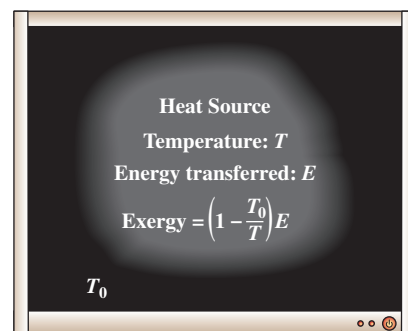 Heat Source
Temperature: T
Energy transferred: E
Exergy = (1 − T₀/T)E
T₀